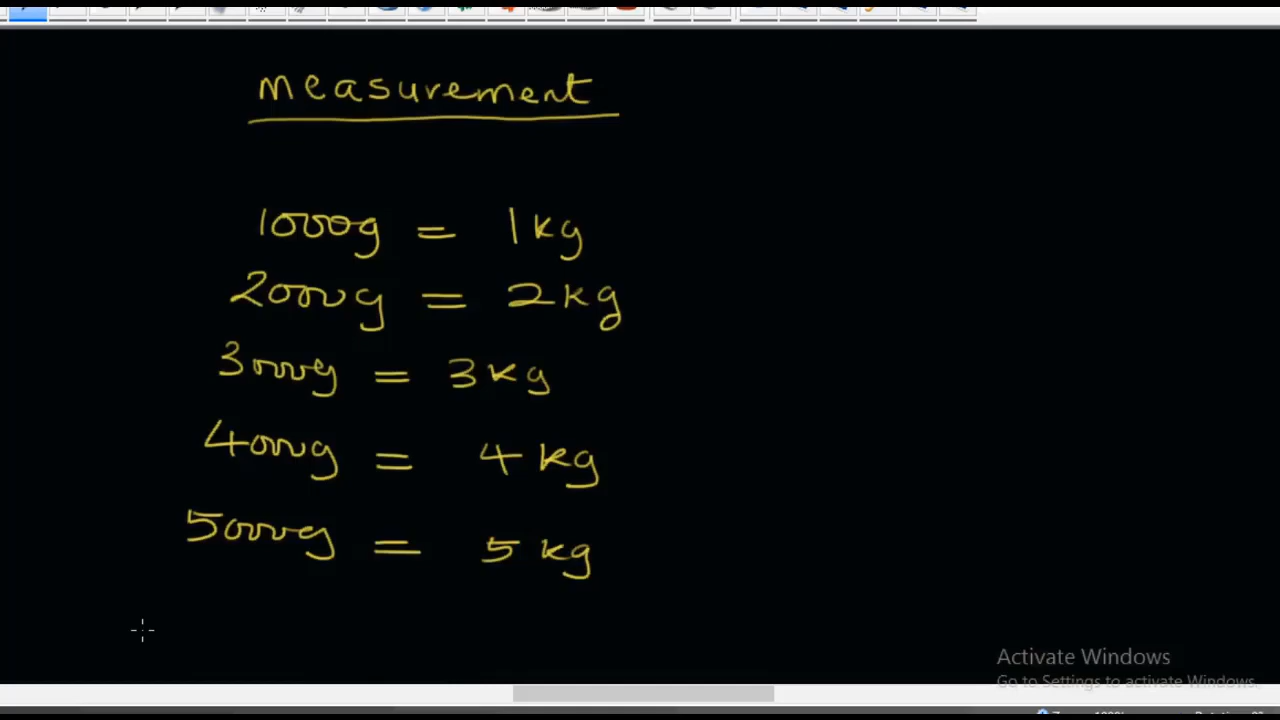 measurement
1000g = 1kg
2000g = 2kg
3000g = 3kg
4000g = 4kg
5000g = 5kg
Activate Windows
Go to Settings to activate Windows.